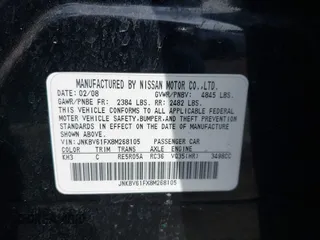 MANUFACTURED BY NISSAN MOTOR CO.,LTD.
DATE: 02/08 GVWR/PNBV: 4845 LBS.
GAWR/PNBE FR: 2384 LBS. RR: 2482 LBS.
THIS VEHICLE CONFORMS TO ALL APPLICABLE FEDERAL
MOTOR VEHICLE SAFETY,BUMPER,AND THEFT
PREVENTION STANDARDS IN EFFECT ON THE DATE OF MANUFACTURE
SHOWN ABOVE.
VIN:JNKBV61FX8M268105 PASSENGER CAR
COLOR TRIM TRANS AXLE ENGINE
KH3 C RE5R05A RC36 VQ35(HR) 3498CC
JNKBV61FX8M268105